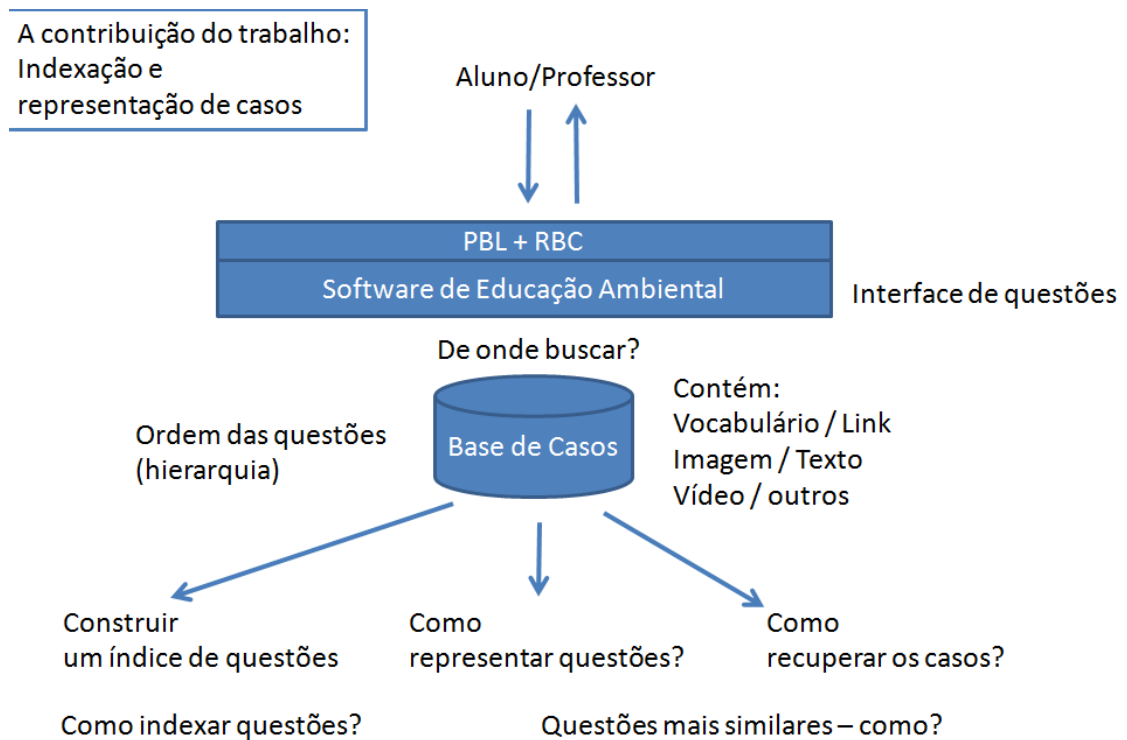 A contribuição do trabalho:
Indexação e
representação de casos
Aluno/Professor
PBL + RBC
Software de Educação Ambiental
Interface de questões
De onde buscar?
Ordem das questões
(hierarquia)
Base de Casos
Contém:
Vocabulário / Link
Imagem / Texto
Vídeo / outros
Construir
um índice de questões
Como
representar questões?
Como
recuperar os casos?
Como indexar questões?
Questões mais similares – como?